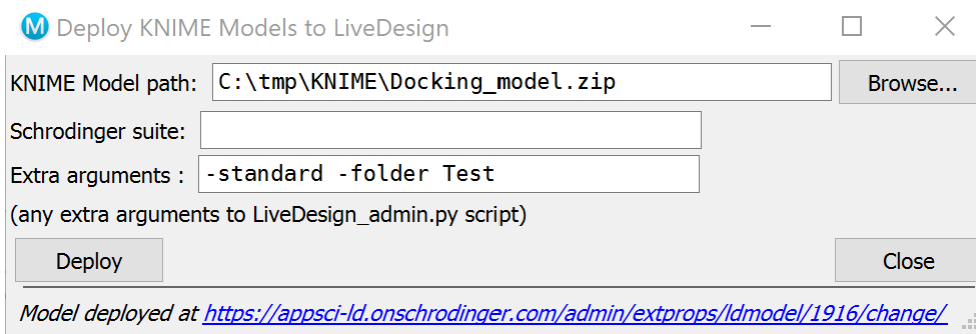 M Deploy KNIME Models to LiveDesign
KNIME Model path: C:\tmp\KNIME\Docking_model.zip Browse...
Schrodinger suite:
Extra arguments : -standard -folder Test
(any extra arguments to LiveDesign_admin.py script)
Deploy Close
Model deployed at https://appsci-ld.onschrodinger.com/admin/extprops/ldmodel/1916/change/